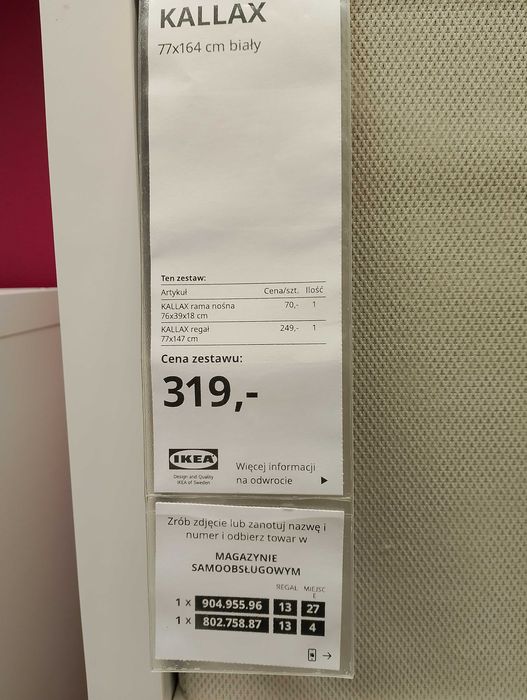 KALLAX
77x164 cm biały
Ten zestaw:
Artykuł Cena/szt. Ilość
KALLAX rama nośna 70,- 1
76x39x18 cm
KALLAX regał 249,- 1
77x147 cm
Cena zestawu:
319,-
IKEA
Design and Quality
IKEA of Sweden
Więcej informacji
na odwrocie
Zrób zdjęcie lub zanotuj nazwę i
numer i odbierz towar w
MAGAZYNIE
SAMOOBSŁUGOWYM
REGAŁ MIEJSC
E
1 x 904.955.96 13 27
1 x 802.758.87 13 4